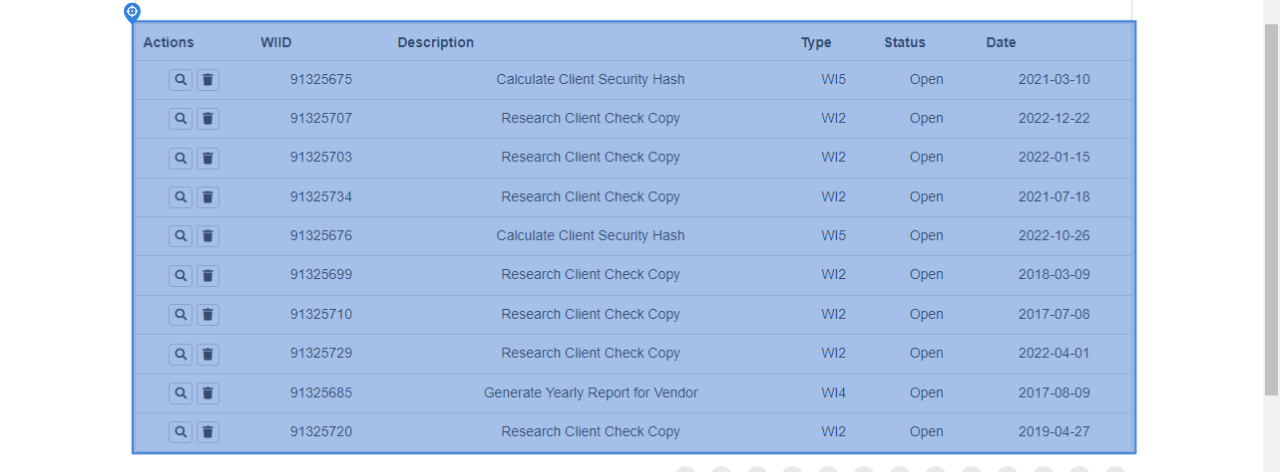 Actions WIID Description Type Status Date
91325675 Calculate Client Security Hash WI5 Open 2021-03-10
91325707 Research Client Check Copy WI2 Open 2022-12-22
91325703 Research Client Check Copy WI2 Open 2022-01-15
91325734 Research Client Check Copy WI2 Open 2021-07-18
91325676 Calculate Client Security Hash WI5 Open 2022-10-26
91325699 Research Client Check Copy WI2 Open 2018-03-09
91325710 Research Client Check Copy WI2 Open 2017-07-08
91325729 Research Client Check Copy WI2 Open 2022-04-01
91325685 Generate Yearly Report for Vendor WI4 Open 2017-08-09
91325720 Research Client Check Copy WI2 Open 2019-04-27